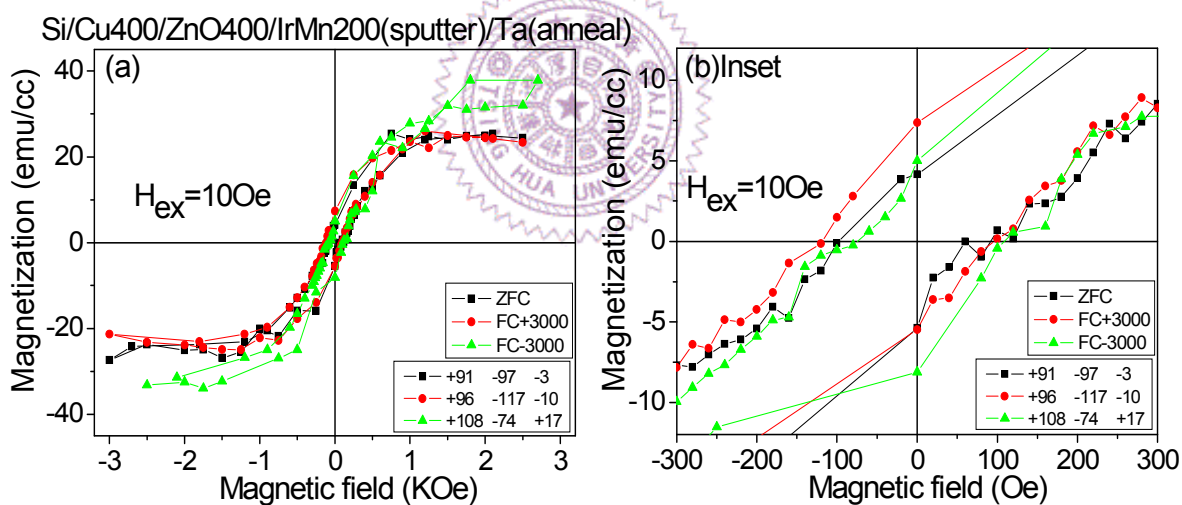 Si/Cu400/ZnO400/IrMn200(sputter)/Ta(anneal)
(a)
Hex=10Oe
ZFC
FC+3000
FC-3000
+91 -97 -3
+96 -117 -10
+108 -74 +17
Magnetization (emu/cc)
40
20
0
-20
-40
-3 -2 -1 0 1 2 3
Magnetic field (KOe)
(b)Inset
Hex=10Oe
ZFC
FC+3000
FC-3000
+91 -97 -3
+96 -117 -10
+108 -74 +17
Magnetization (emu/cc)
10
5
0
-5
-10
-300 -200 -100 0 100 200 300
Magnetic field (Oe)
TSING HUA UNIVERSITY